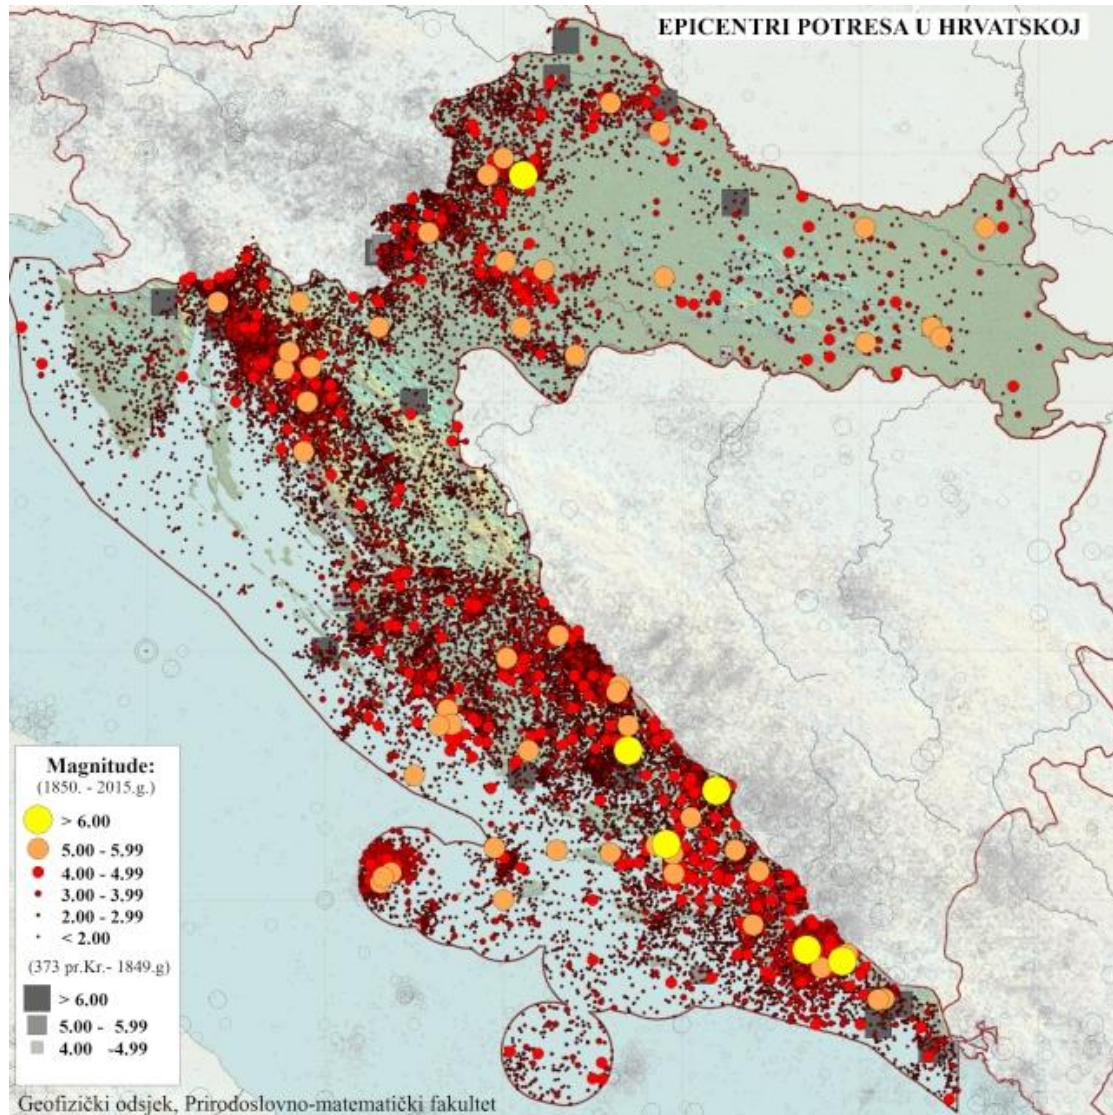 EPICENTRI POTRESA U HRVATSKOJ
Magnitude:
(1850. - 2015.g.)
> 6.00
5.00 - 5.99
4.00 - 4.99
3.00 - 3.99
2.00 - 2.99
< 2.00
(373 pr.Kr.- 1849.g)
> 6.00
5.00 - 5.99
4.00 -4.99
Geofizički odsjek, Prirodoslovno-matematički fakultet